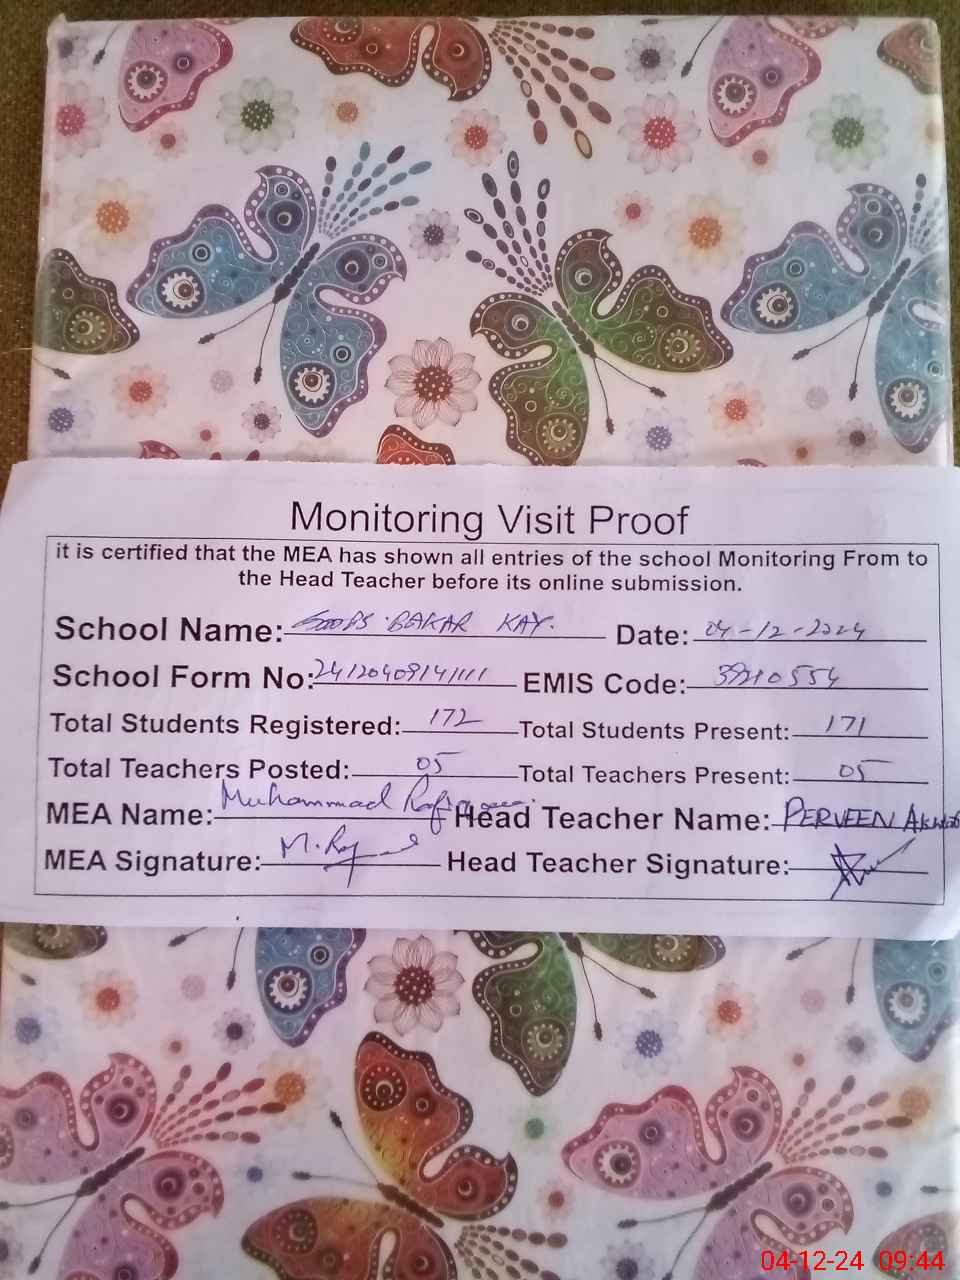 Monitoring Visit Proof
it is certified that the MEA has shown all entries of the school Monitoring From to
the Head Teacher before its online submission.
School Name: BAKAR KAY. Date: 04-12-2024
School Form No: EMIS Code: 39210554
Total Students Registered: 172 Total Students Present: 171
Total Teachers Posted: 05 Total Teachers Present: 05
MEA Name: Muhammad Head Teacher Name: PERVEEN
MEA Signature: Head Teacher Signature:
04-12-24 09:44